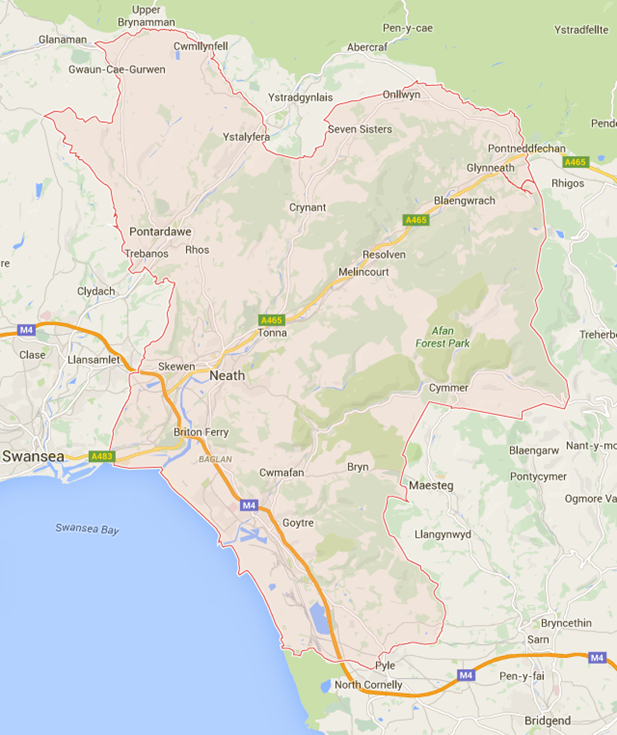 Upper
Brynamman
Pen-y-cae
Ystradfellte
Glanaman
Cwmllynfell
Abercraf
Gwaun-Cae-Gurwen
Onllwyn
Ystradgynlais
Seven Sisters
Pende
Ystalyfera
Pontneddfechan
A465
Glynneath
Rhigos
Blaengwrach
Crynant
A465
Pontardawe
Rhos
Trebanos
Resolven
re
Melincourt
Clydach
A465
M4
Tonna
Afan
Forest Park
Treherb
Clase
Llansamlet
Skewen
Neath
Cymmer
Briton Ferry
Swansea
A483
BAGLAN
Blaengarw
Nant-y-mo
Cwmafan
Bryn
Pontycymer
Maesteg
Ogmore Va
M4
Goytre
Swansea Bay
Llangynwyd
Bryncethin
Sarn
M4
Pyle
M4
Pen-y-fai
North Cornelly
Bridgend